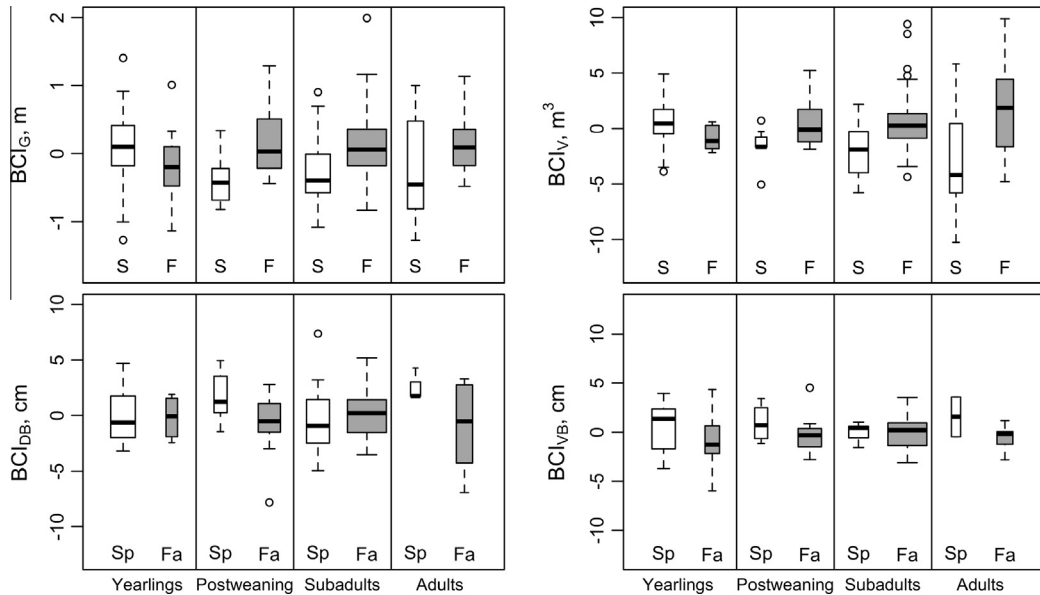 BCI_G, m
2
1
0
-1
S F S F S F S F
BCI_V, m³
10
5
0
-5
-10
S F S F S F S F
BCI_DB, cm
10
5
0
-5
-10
Sp Fa Sp Fa Sp Fa Sp Fa
Yearlings Postweaning Subadults Adults
BCI_VB, cm
10
5
0
-5
-10
Sp Fa Sp Fa Sp Fa Sp Fa
Yearlings Postweaning Subadults Adults